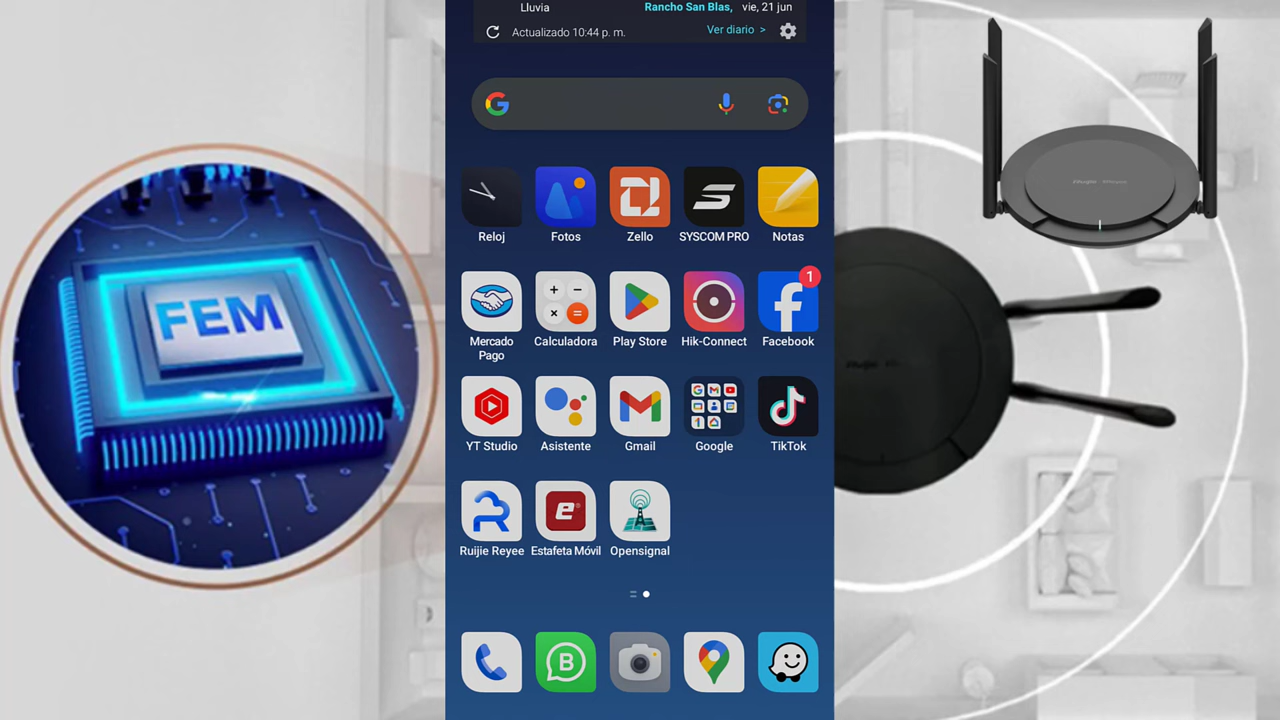 Lluvia
Rancho San Blas, vie, 21 jun
Actualizado 10:44 p. m.
Ver diario >
FEM
Reloj
Fotos
Zello
SYSCOM PRO
Notas
1
Mercado
Pago
Calculadora
Play Store
Hik-Connect
Facebook
YT Studio
Asistente
Gmail
Google
TikTok
Ruijie Reyee
Estafeta Móvil
Opensignal